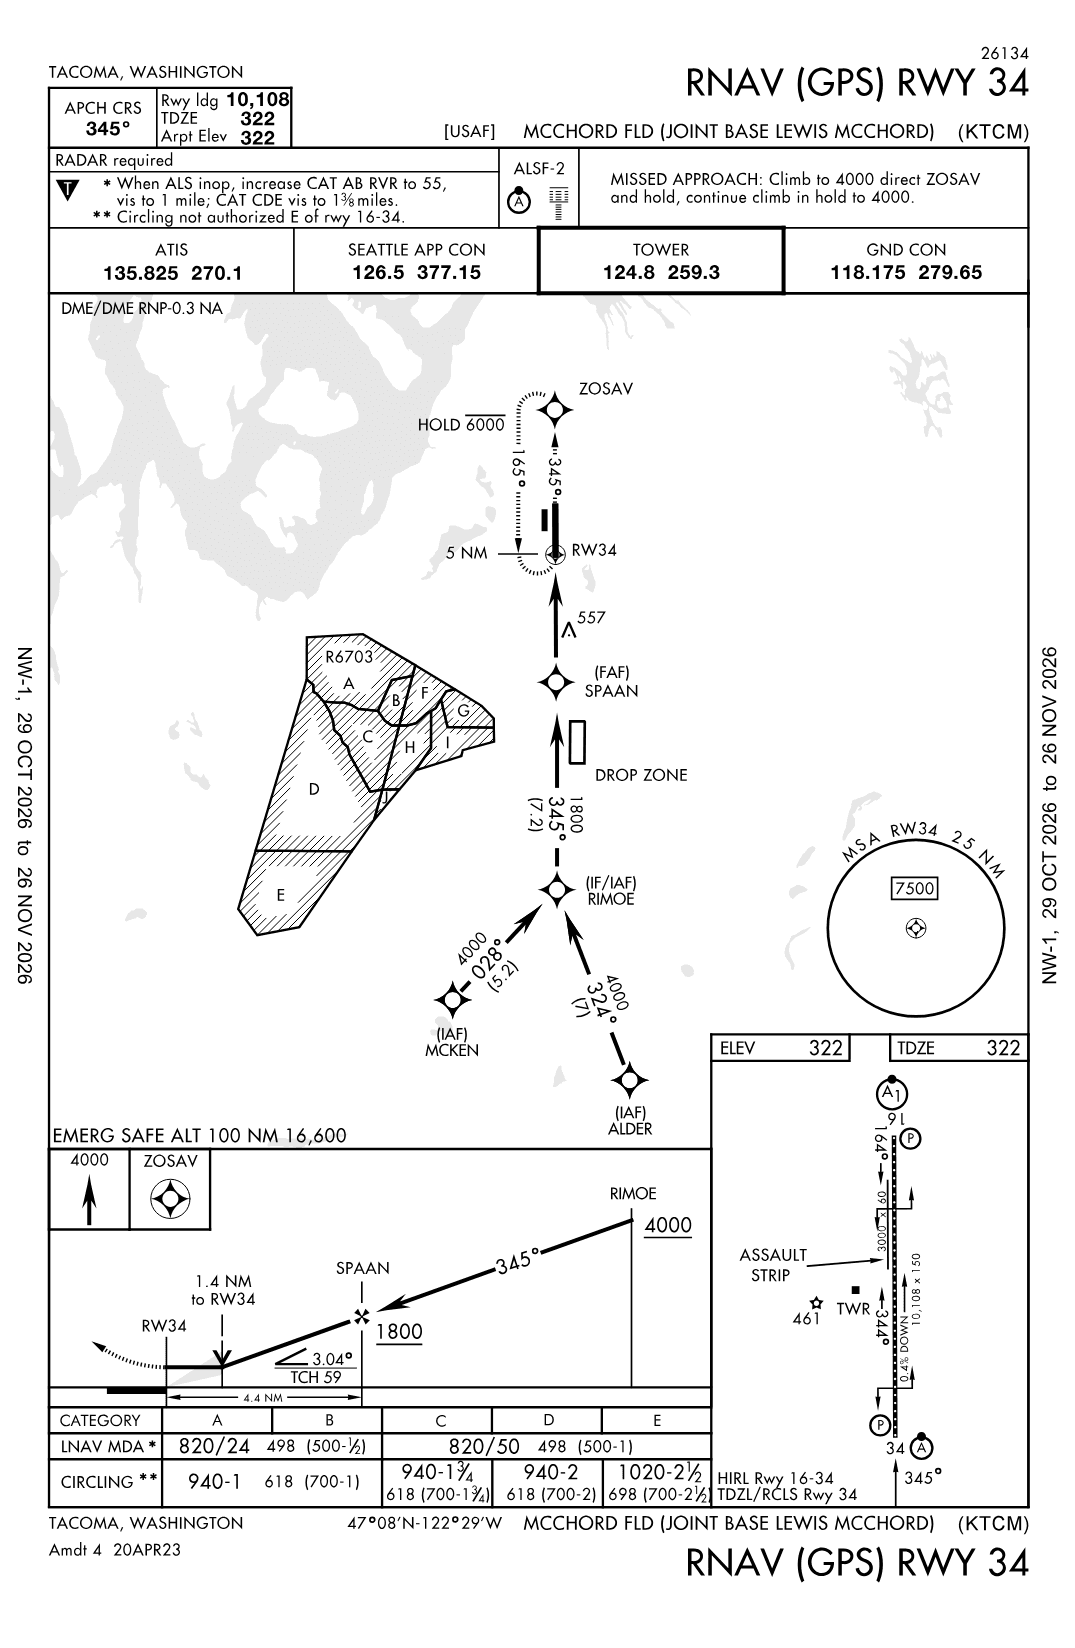 26134
TACOMA, WASHINGTON
RNAV (GPS) RWY 34
APCH CRS
345°
Rwy ldg 10,108
TDZE 322
Arpt Elev 322
[USAF] MCCHORD FLD (JOINT BASE LEWIS MCCHORD) (KTCM)
RADAR required
T
* When ALS inop, increase CAT AB RVR to 55,
vis to 1 mile; CAT CDE vis to 1⅜ miles.
** Circling not authorized E of rwy 16-34.
ALSF-2
A
MISSED APPROACH: Climb to 4000 direct ZOSAV
and hold, continue climb in hold to 4000.
ATIS
135.825 270.1
SEATTLE APP CON
126.5 377.15
TOWER
124.8 259.3
GND CON
118.175 279.65
DME/DME RNP-0.3 NA
ZOSAV
HOLD 6000
165°
345°
5 NM
RW34
557
(FAF)
SPAAN
R6703
A
B
F
G
C
H
I
D
J
E
DROP ZONE
1800
345°
(7.2)
(IF/IAF)
RIMOE
4000
028°
(5.2)
4000
324°
(7)
(IAF)
MCKEN
(IAF)
ALDER
MSA RW34 25 NM
7500
NW-1, 29 OCT 2026 to 26 NOV 2026
NW-1, 29 OCT 2026 to 26 NOV 2026
EMERG SAFE ALT 100 NM 16,600
ELEV 322
TDZE 322
A1
16
P
164°
3000 x 60
ASSAULT
STRIP
10,108 x 150
TWR
461
344°
0.4% DOWN
P
34
A
345°
HIRL Rwy 16-34
TDZL/RCLS Rwy 34
4000
ZOSAV
RIMOE
4000
345°
SPAAN
1800
1.4 NM
to RW34
RW34
3.04°
TCH 59
4.4 NM
CATEGORY A B C D E
LNAV MDA * 820/24 498 (500-½) 820/50 498 (500-1)
CIRCLING ** 940-1 618 (700-1) 940-1¾ 618 (700-1¾) 940-2 618 (700-2) 1020-2½ 698 (700-2½)
TACOMA, WASHINGTON
47°08'N-122°29'W
MCCHORD FLD (JOINT BASE LEWIS MCCHORD) (KTCM)
Amdt 4 20APR23
RNAV (GPS) RWY 34